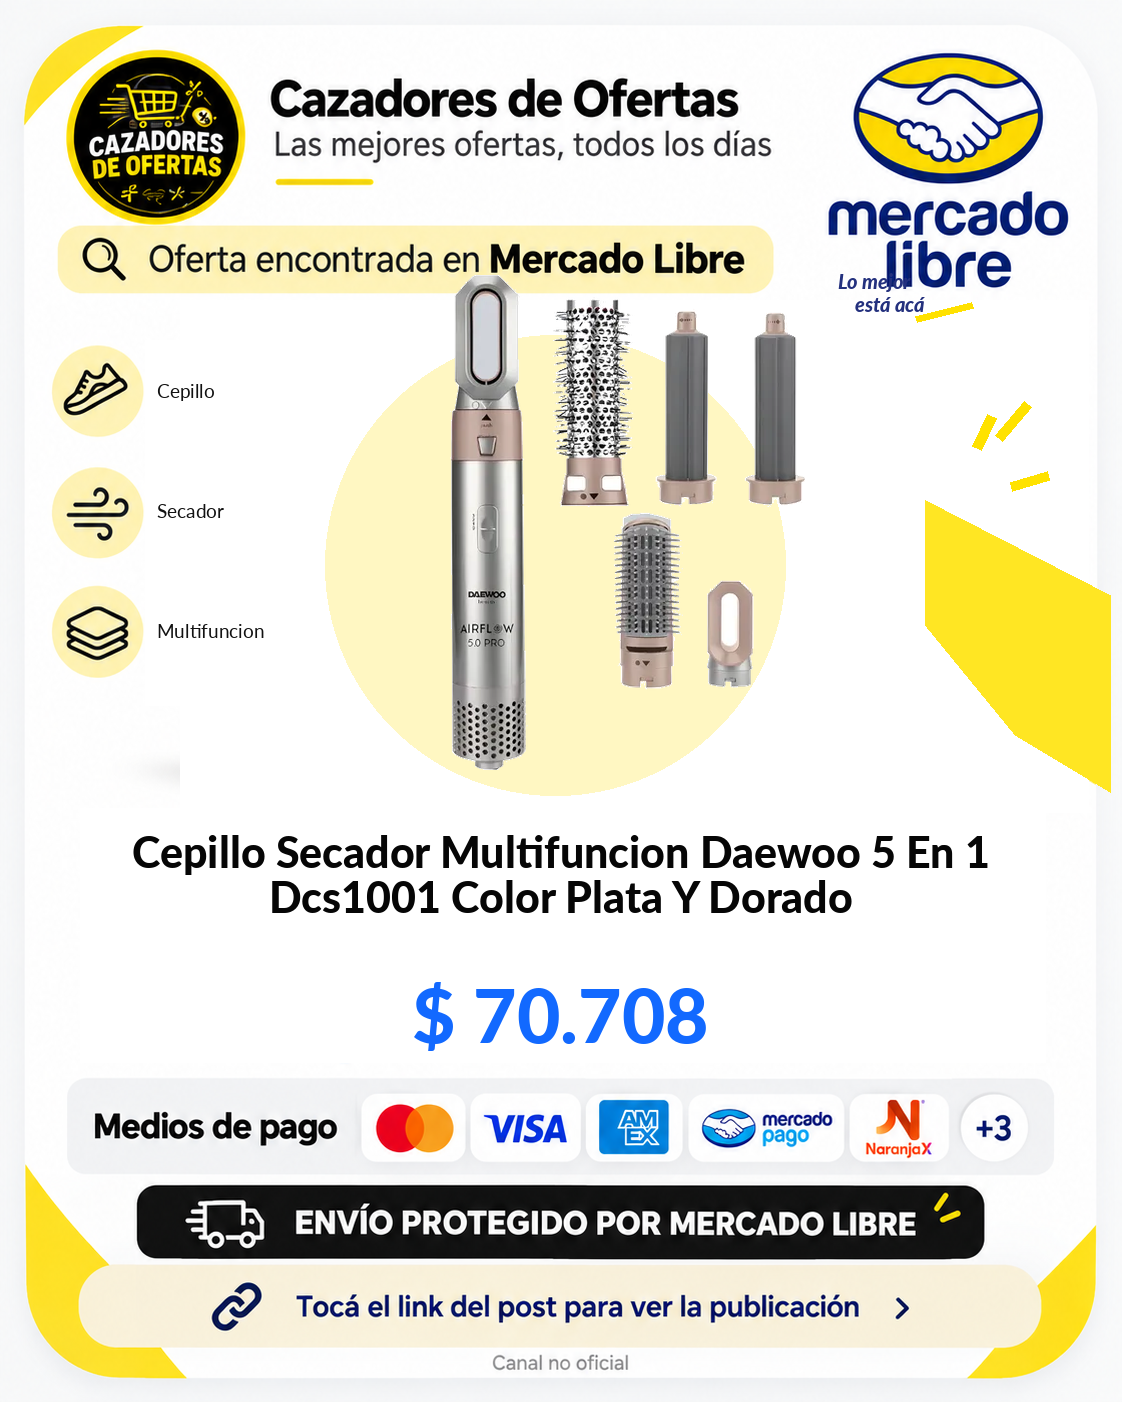 CAZADORES
DE OFERTAS
Cazadores de Ofertas
Las mejores ofertas, todos los días
mercado
libre
Lo mejor
está acá
Oferta encontrada en Mercado Libre
Cepillo
Secador
Multifuncion
DAEWOO
AIRFLOW
5.0 PRO
Cepillo Secador Multifuncion Daewoo 5 En 1
Dcs1001 Color Plata Y Dorado
$ 70.708
Medios de pago
VISA
AM
EX
mercado
pago
NaranjaX
+3
ENVÍO PROTEGIDO POR MERCADO LIBRE
Tocá el link del post para ver la publicación
Canal no oficial